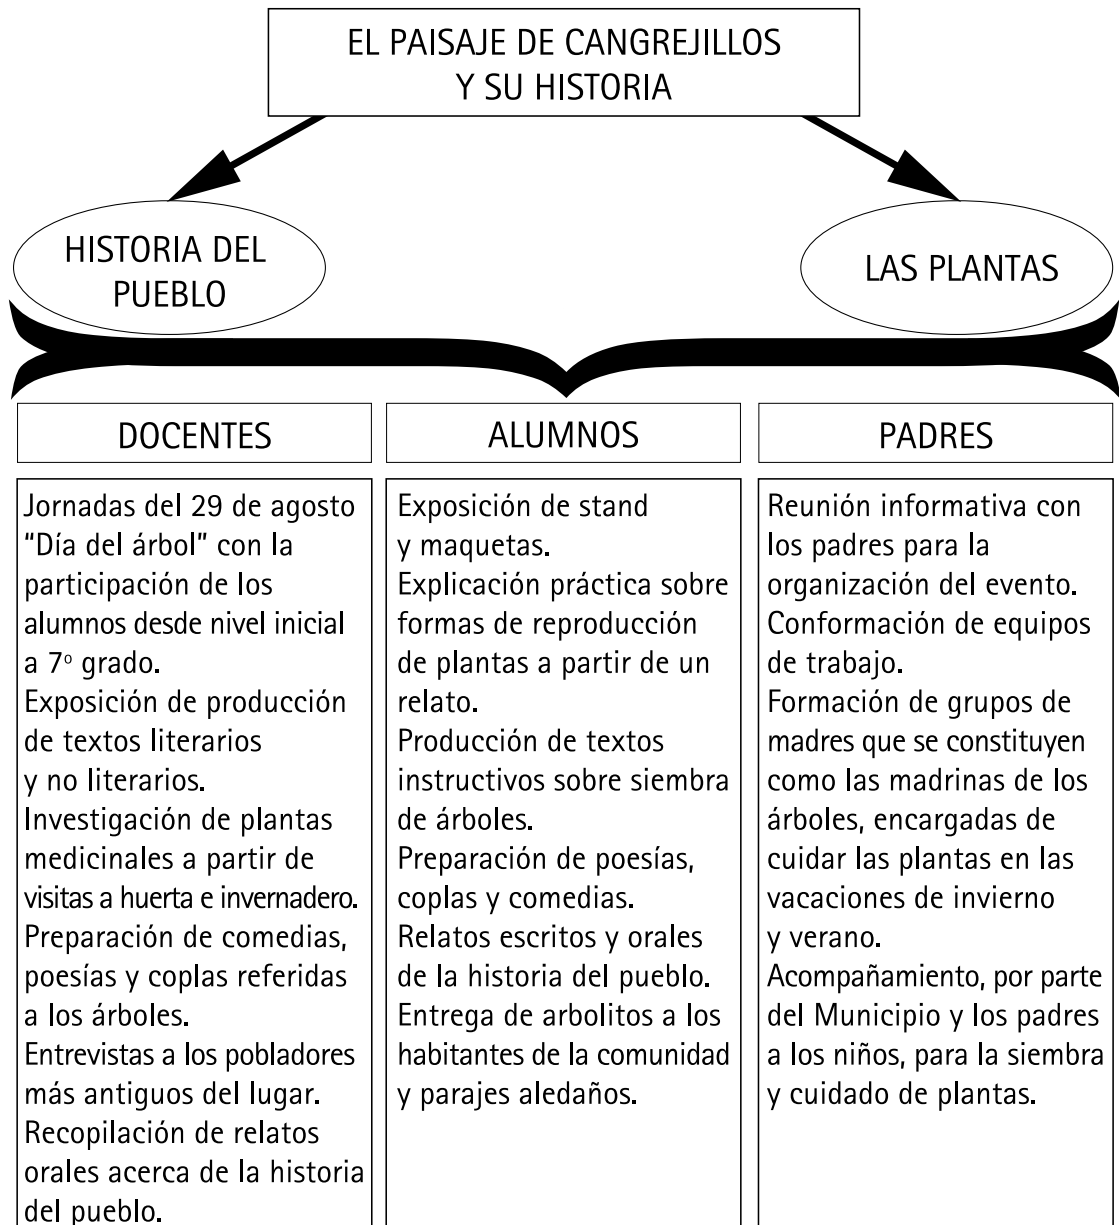 EL PAISAJE DE CANGREJILLOS
Y SU HISTORIA
HISTORIA DEL
PUEBLO
LAS PLANTAS
DOCENTES
Jornadas del 29 de agosto
"Día del árbol" con la
participación de los
alumnos desde nivel inicial
a 7º grado.
Exposición de producción
de textos literarios
y no literarios.
Investigación de plantas
medicinales a partir de
visitas a huerta e invernadero.
Preparación de comedias,
poesías y coplas referidas
a los árboles.
Entrevistas a los pobladores
más antiguos del lugar.
Recopilación de relatos
orales acerca de la historia
del pueblo.
ALUMNOS
Exposición de stand
y maquetas.
Explicación práctica sobre
formas de reproducción
de plantas a partir de un
relato.
Producción de textos
instructivos sobre siembra
de árboles.
Preparación de poesías,
coplas y comedias.
Relatos escritos y orales
de la historia del pueblo.
Entrega de arbolitos a los
habitantes de la comunidad
y parajes aledaños.
PADRES
Reunión informativa con
los padres para la
organización del evento.
Conformación de equipos
de trabajo.
Formación de grupos de
madres que se constituyen
como las madrinas de los
árboles, encargadas de
cuidar las plantas en las
vacaciones de invierno
y verano.
Acompañamiento, por parte
del Municipio y los padres
a los niños, para la siembra
y cuidado de plantas.